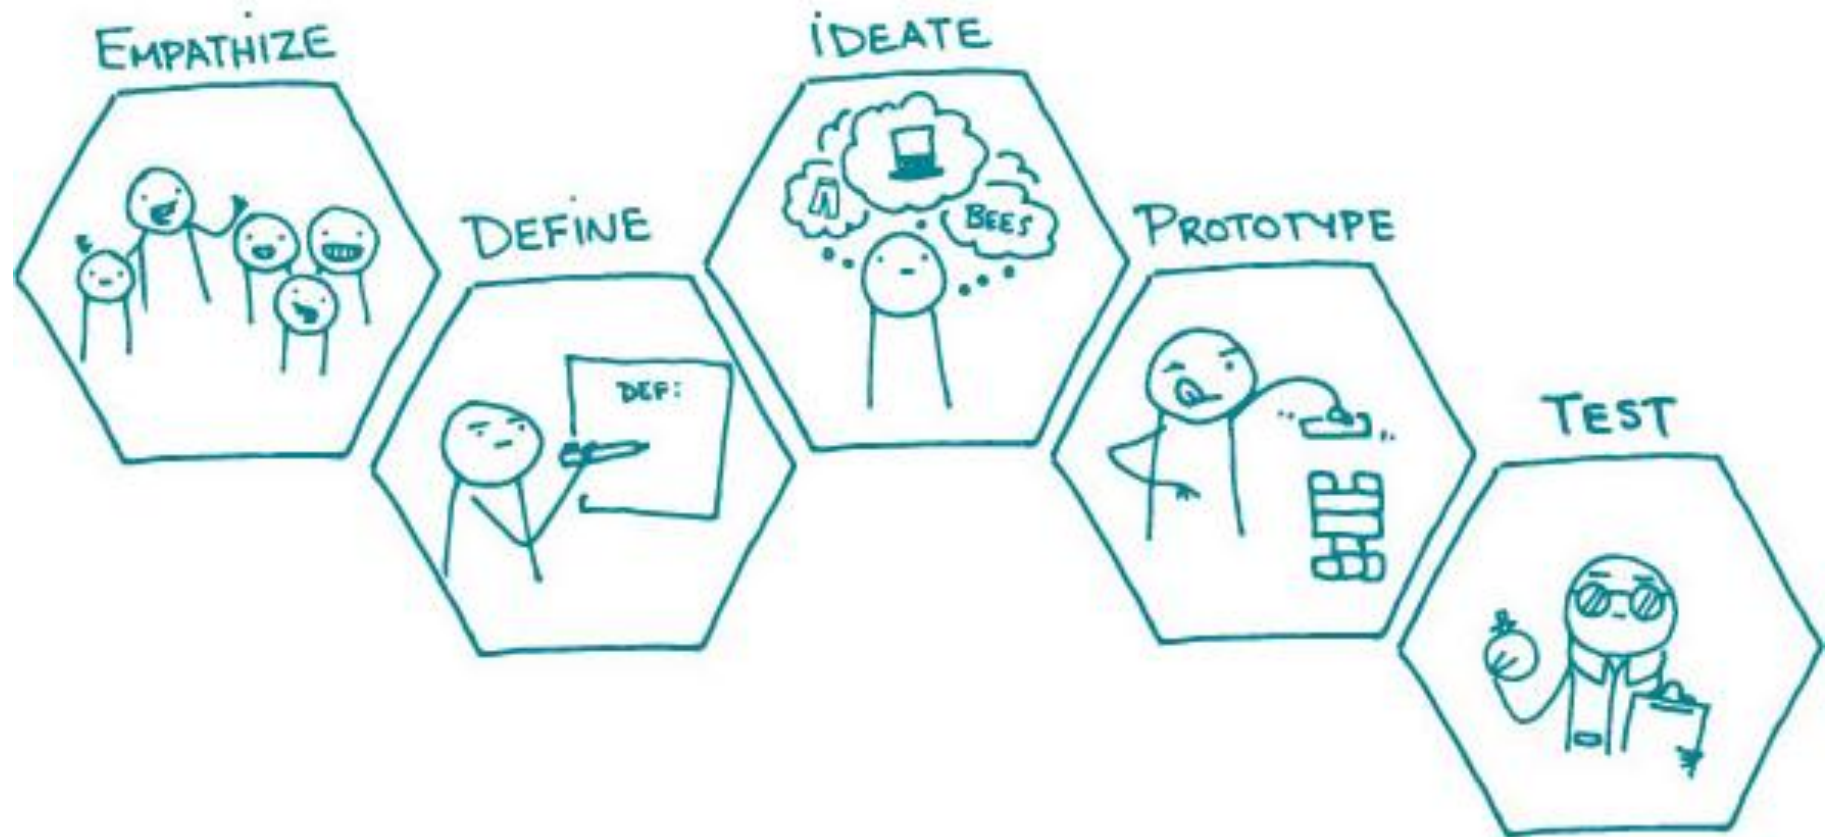 EMPATHIZE
DEFINE
DEF:
iDEATE
BEES
PROTOTYPE
TEST